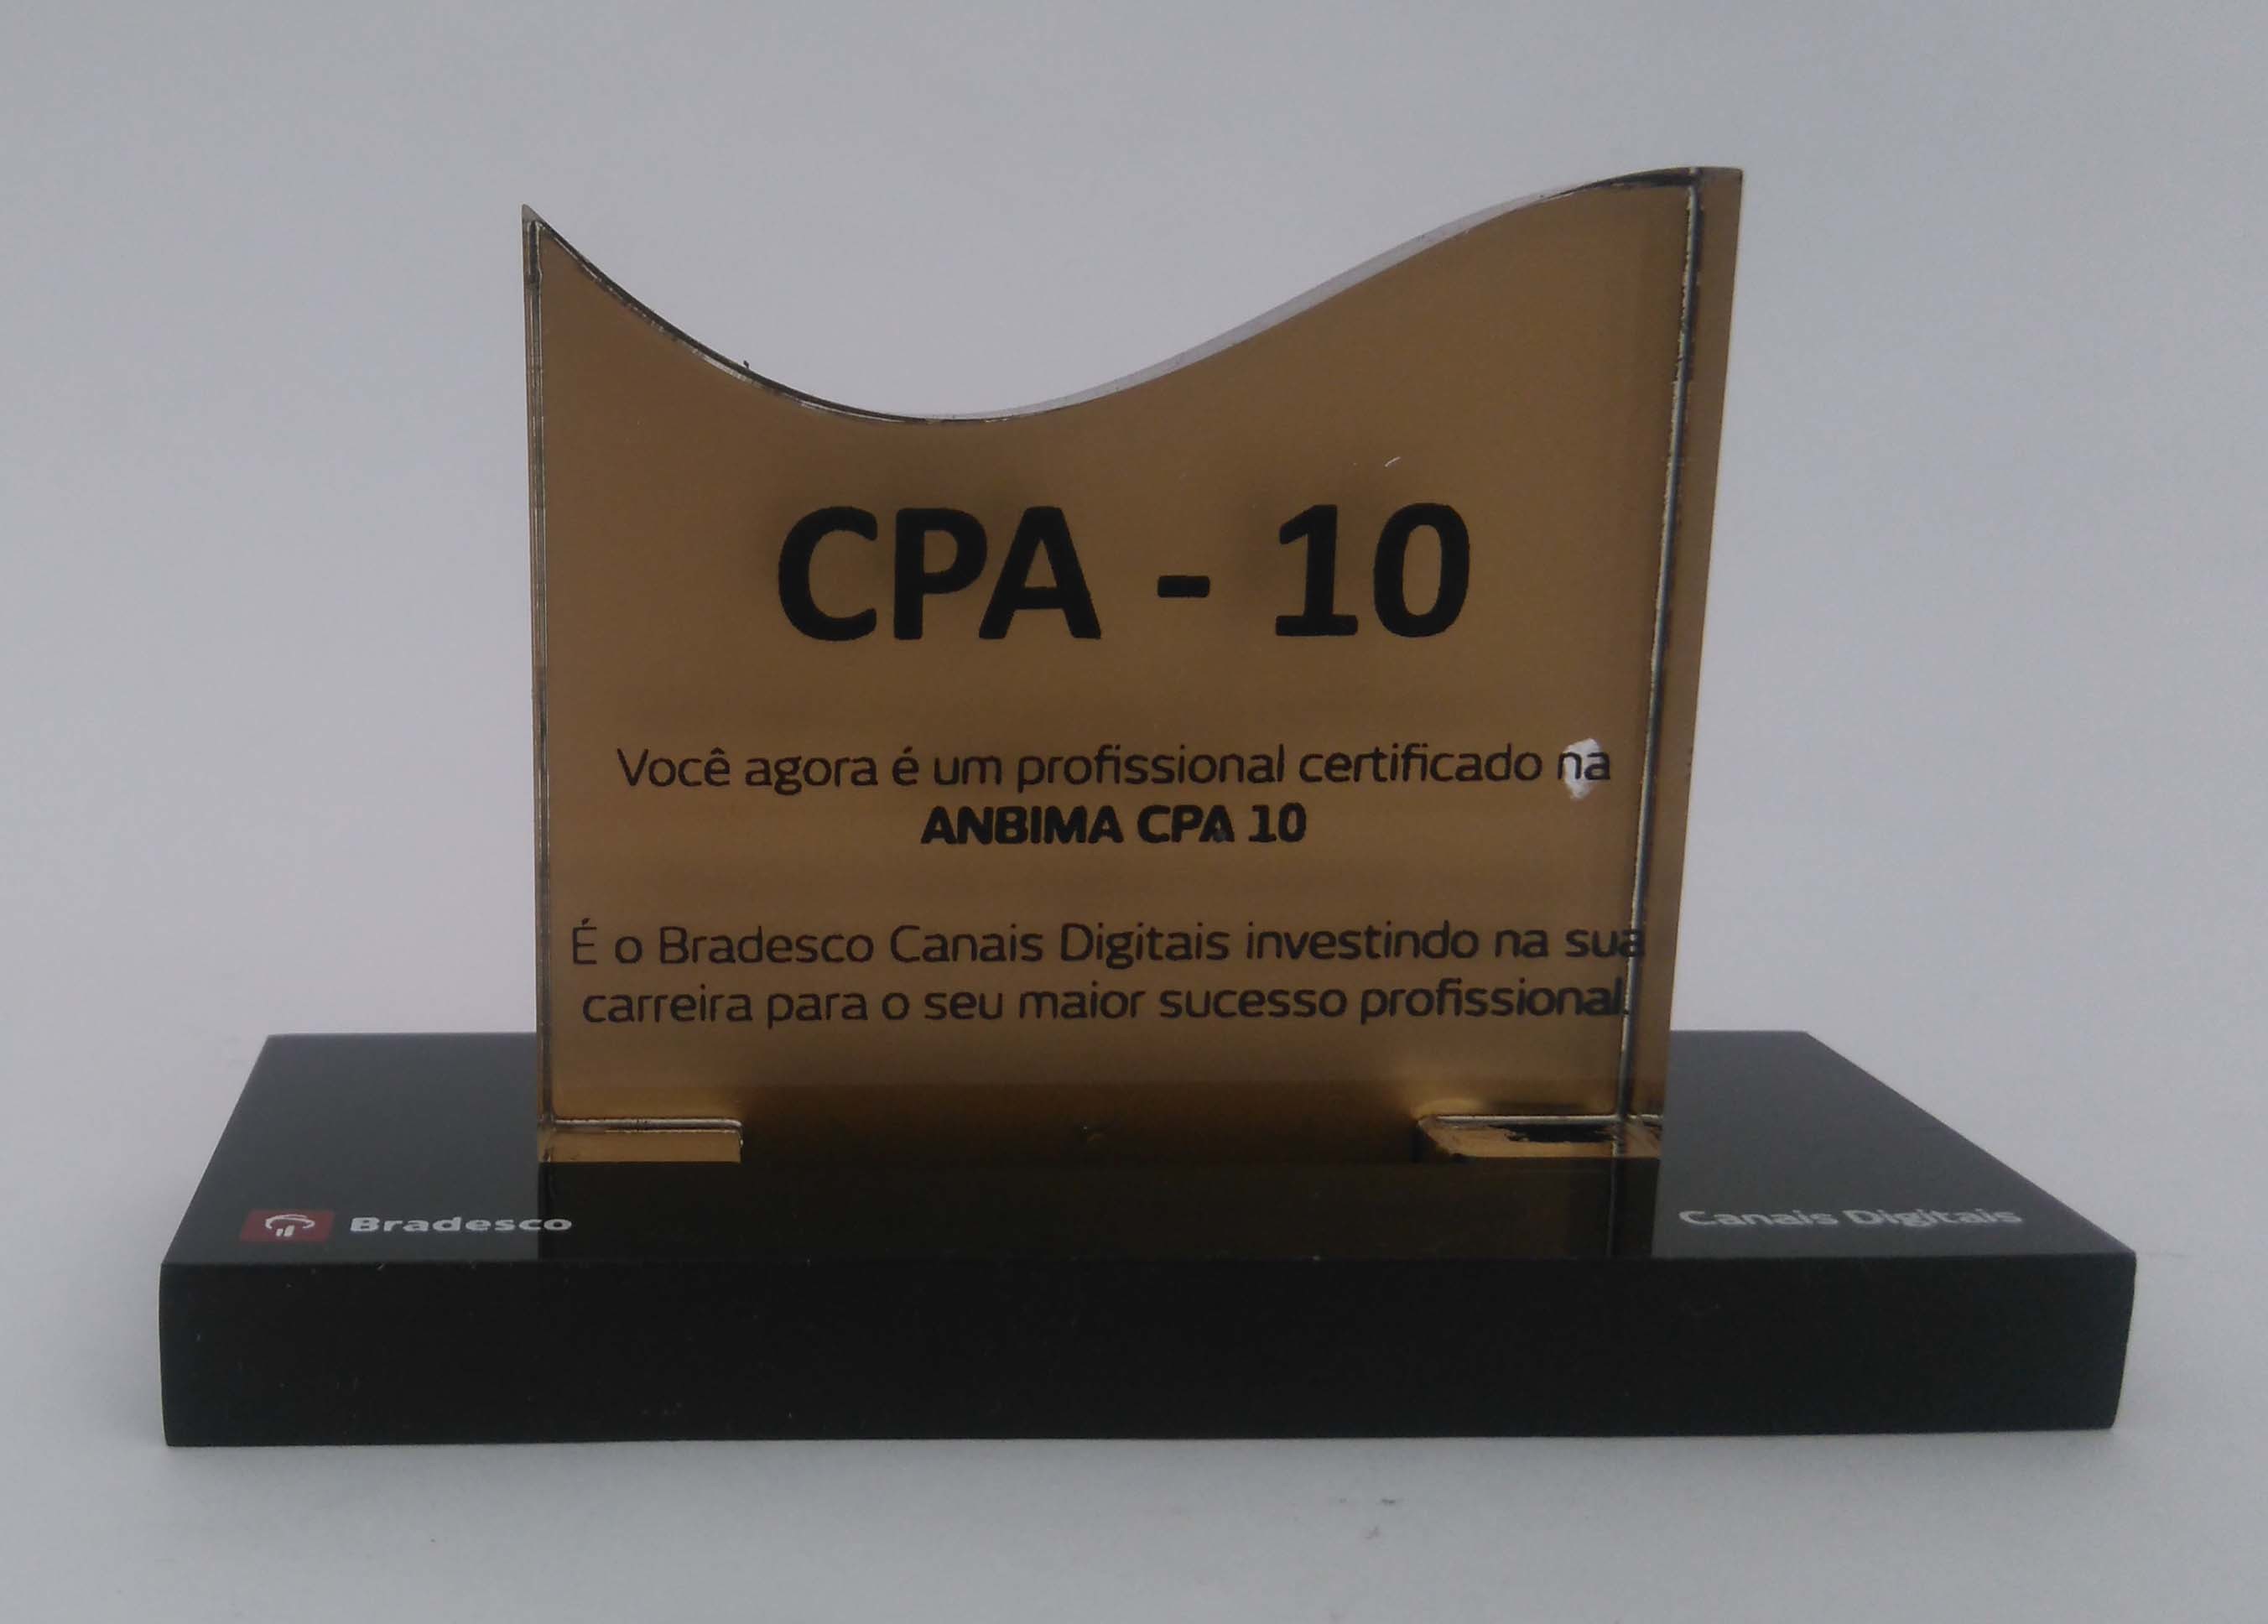 CPA - 10
Você agora é um profissional certificado na
ANBIMA CPA 10
É o Bradesco Canais Digitais investindo na sua
carreira para o seu maior sucesso profissional.
Bradesco
Canais Digitais